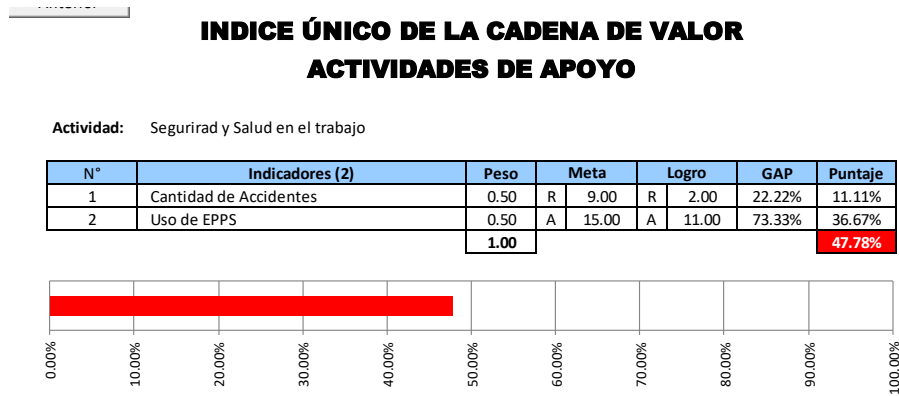 INDICE ÚNICO DE LA CADENA DE VALOR
ACTIVIDADES DE APOYO
Actividad: Segurirad y Salud en el trabajo
N° Indicadores (2) Peso Meta Logro GAP Puntaje
1 Cantidad de Accidentes 0.50 R 9.00 R 2.00 22.22% 11.11%
2 Uso de EPPS 0.50 A 15.00 A 11.00 73.33% 36.67%
1.00 47.78%
0.00% 10.00% 20.00% 30.00% 40.00% 50.00% 60.00% 70.00% 80.00% 90.00% 100.00%